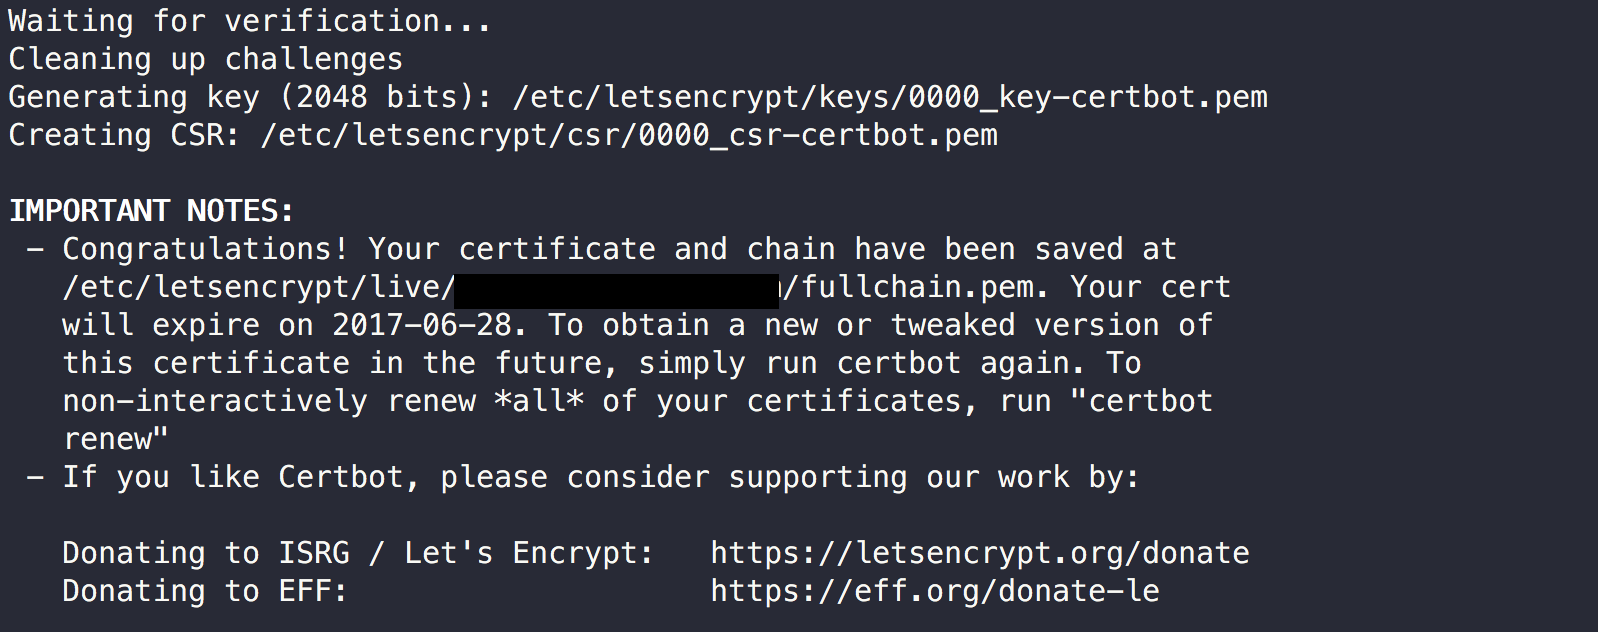 Waiting for verification...
Cleaning up challenges
Generating key (2048 bits): /etc/letsencrypt/keys/0000_key-certbot.pem
Creating CSR: /etc/letsencrypt/csr/0000_csr-certbot.pem
IMPORTANT NOTES:
- Congratulations! Your certificate and chain have been saved at
/etc/letsencrypt/live/ /fullchain.pem. Your cert
will expire on 2017-06-28. To obtain a new or tweaked version of
this certificate in the future, simply run certbot again. To
non-interactively renew *all* of your certificates, run "certbot
renew"
- If you like Certbot, please consider supporting our work by:
Donating to ISRG / Let's Encrypt: https://letsencrypt.org/donate
Donating to EFF: https://eff.org/donate-le